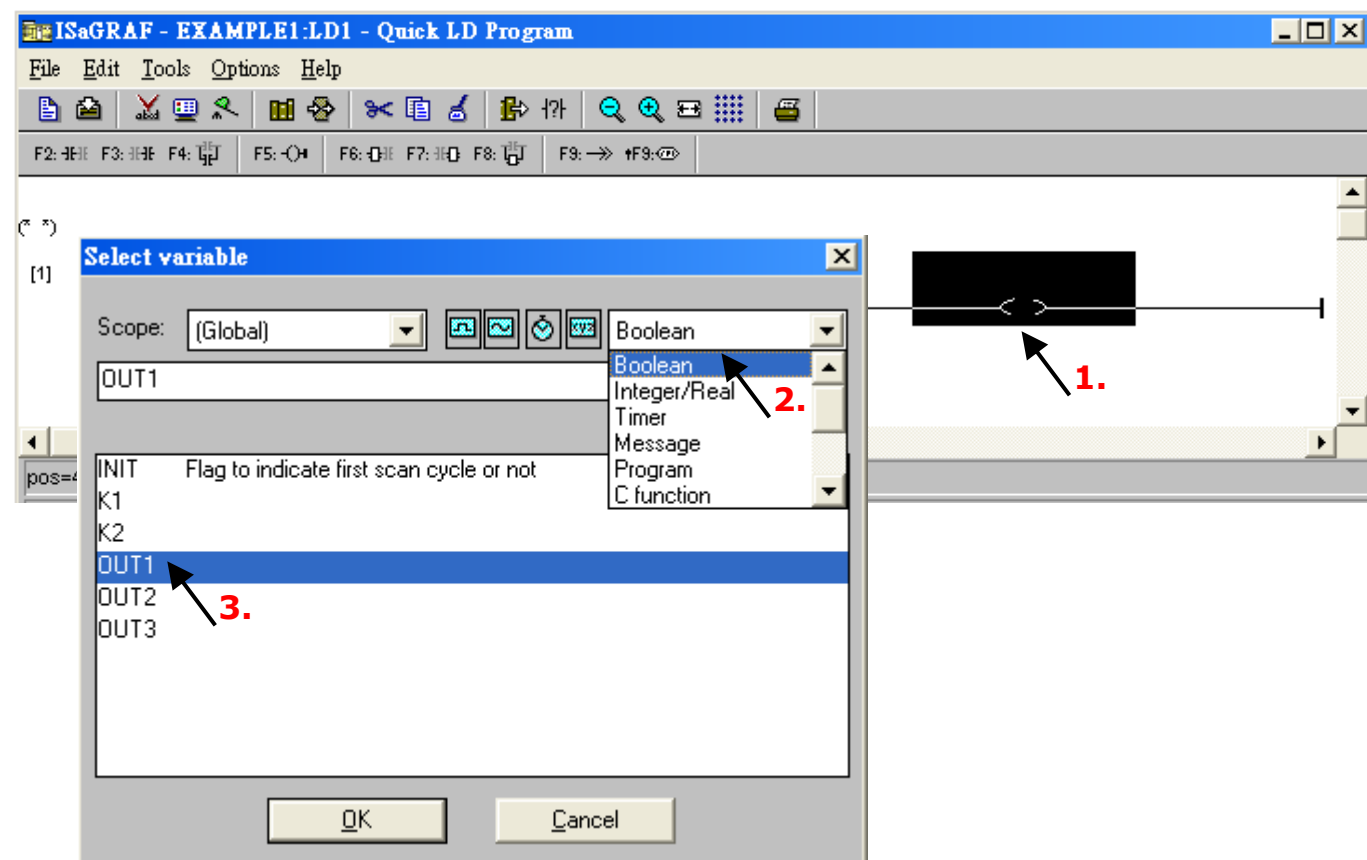 ISaGRAF - EXAMPLE1:LD1 - Quick LD Program
File Edit Tools Options Help
F2: F3: F4: F5: F6: F7: F8: F9: F9:
(* *)
[1]
Select variable
Scope: (Global) xyz Boolean
OUT1
Boolean
Integer/Real
Timer
Message
Program
C function
1.
2.
pos=4
INIT Flag to indicate first scan cycle or not
K1
K2
OUT1
OUT2
OUT3
3.
OK Cancel